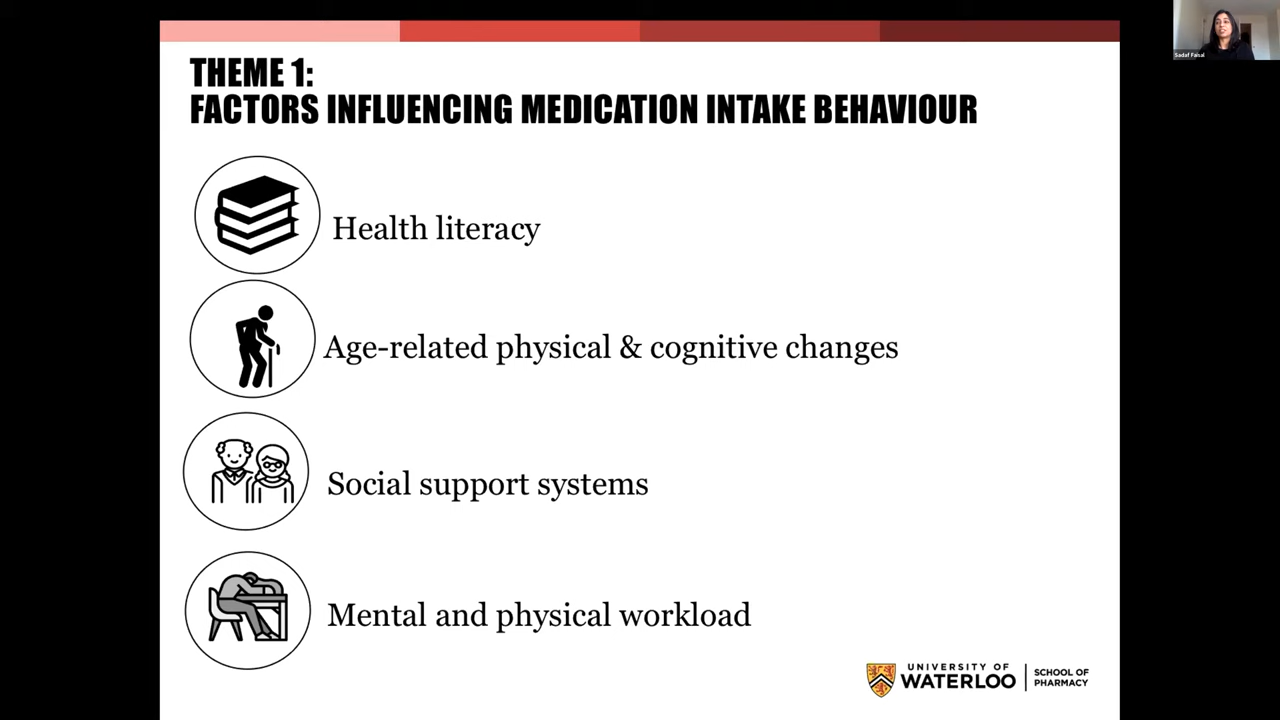 THEME 1:
FACTORS INFLUENCING MEDICATION INTAKE BEHAVIOUR
Sadaf Faisal
Health literacy
Age-related physical & cognitive changes
Social support systems
Mental and physical workload
UNIVERSITY OF
WATERLOO
SCHOOL OF
PHARMACY